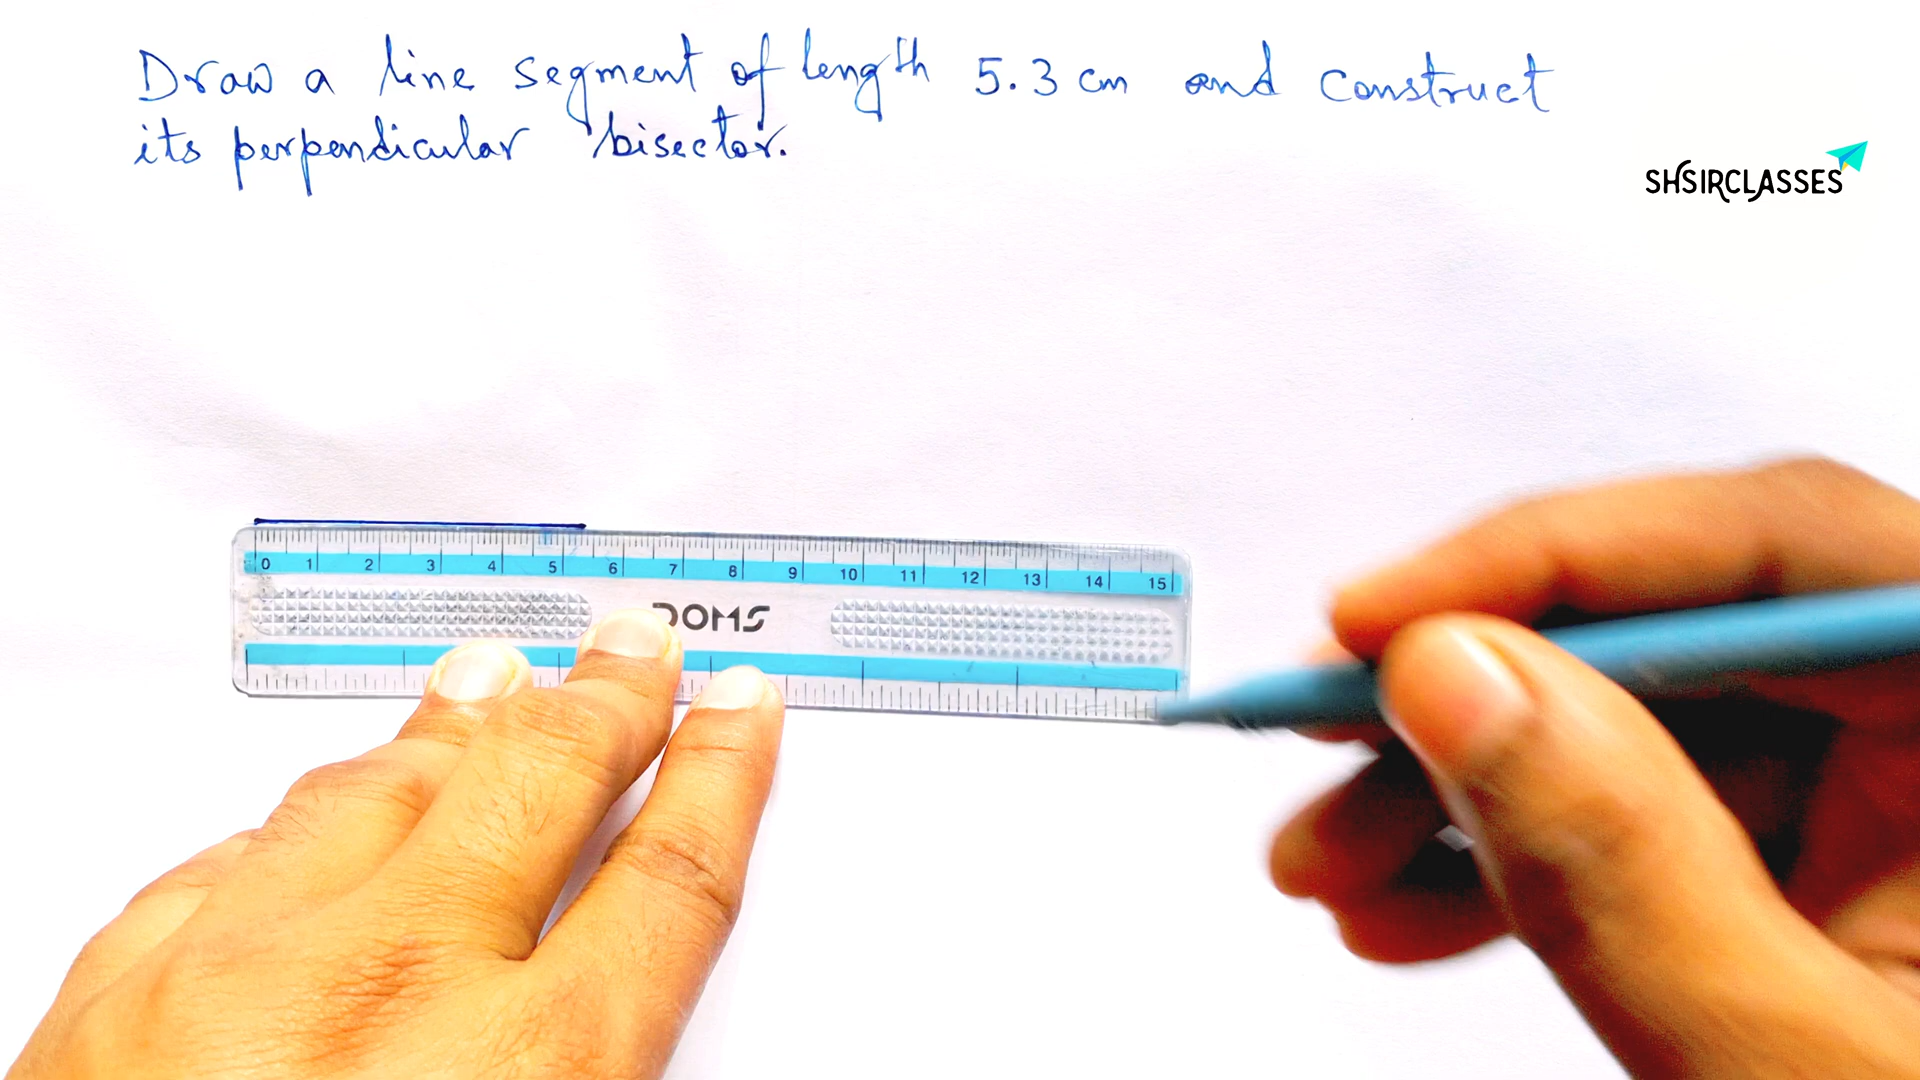 Draw a line segment of length 5.3 cm and construct
its perpendicular bisector.
SHSIRCLASSES
0 1 2 3 4 5 6 7 8 9 10 11 12 13 14 15
DOMS